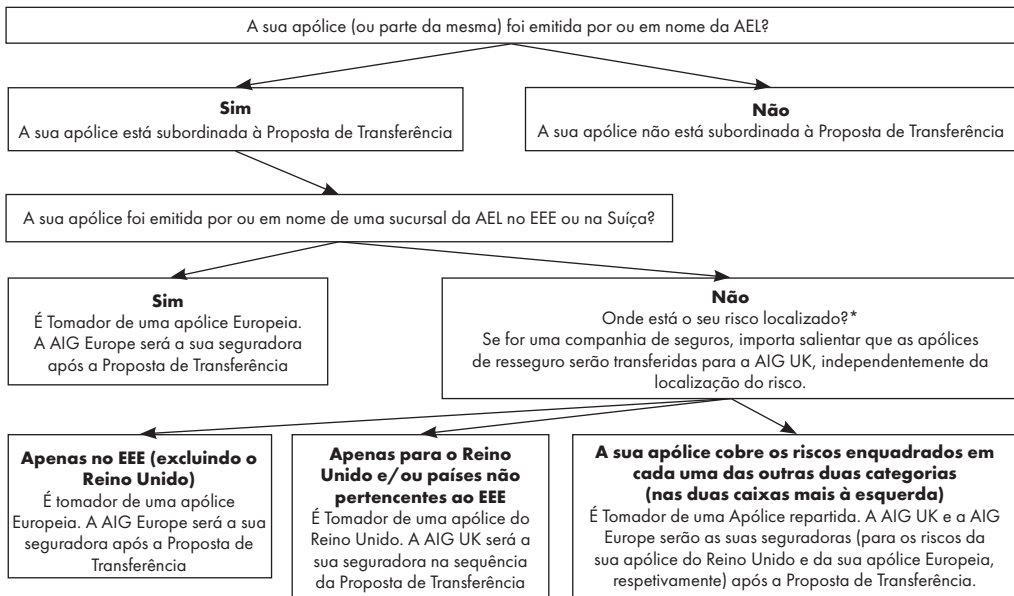 A sua apólice (ou parte da mesma) foi emitida por ou em nome da AEL?
Sim
A sua apólice está subordinada à Proposta de Transferência
Não
A sua apólice não está subordinada à Proposta de Transferência
A sua apólice foi emitida por ou em nome de uma sucursal da AEL no EEE ou na Suíça?
Sim
É Tomador de uma apólice Europeia.
A AIG Europe será a sua seguradora
após a Proposta de Transferência
Não
Onde está o seu risco localizado?*
Se for uma companhia de seguros, importa salientar que as apólices
de resseguro serão transferidas para a AIG UK, independentemente da
localização do risco.
Apenas no EEE (excluindo o
Reino Unido)
É tomador de uma apólice
Europeia. A AIG Europe será a sua
seguradora após a Proposta de
Transferência
Apenas para o Reino
Unido e/ou países não
pertencentes ao EEE
É Tomador de uma apólice do
Reino Unido. A AIG UK será a
sua seguradora na sequência
da Proposta de Transferência
A sua apólice cobre os riscos enquadrados em
cada uma das outras duas categorias
(nas duas caixas mais à esquerda)
É Tomador de uma Apólice repartida. A AIG UK e a AIG
Europe serão as suas seguradoras (para os riscos da
sua apólice do Reino Unido e da sua apólice Europeia,
respetivamente) após a Proposta de Transferência.